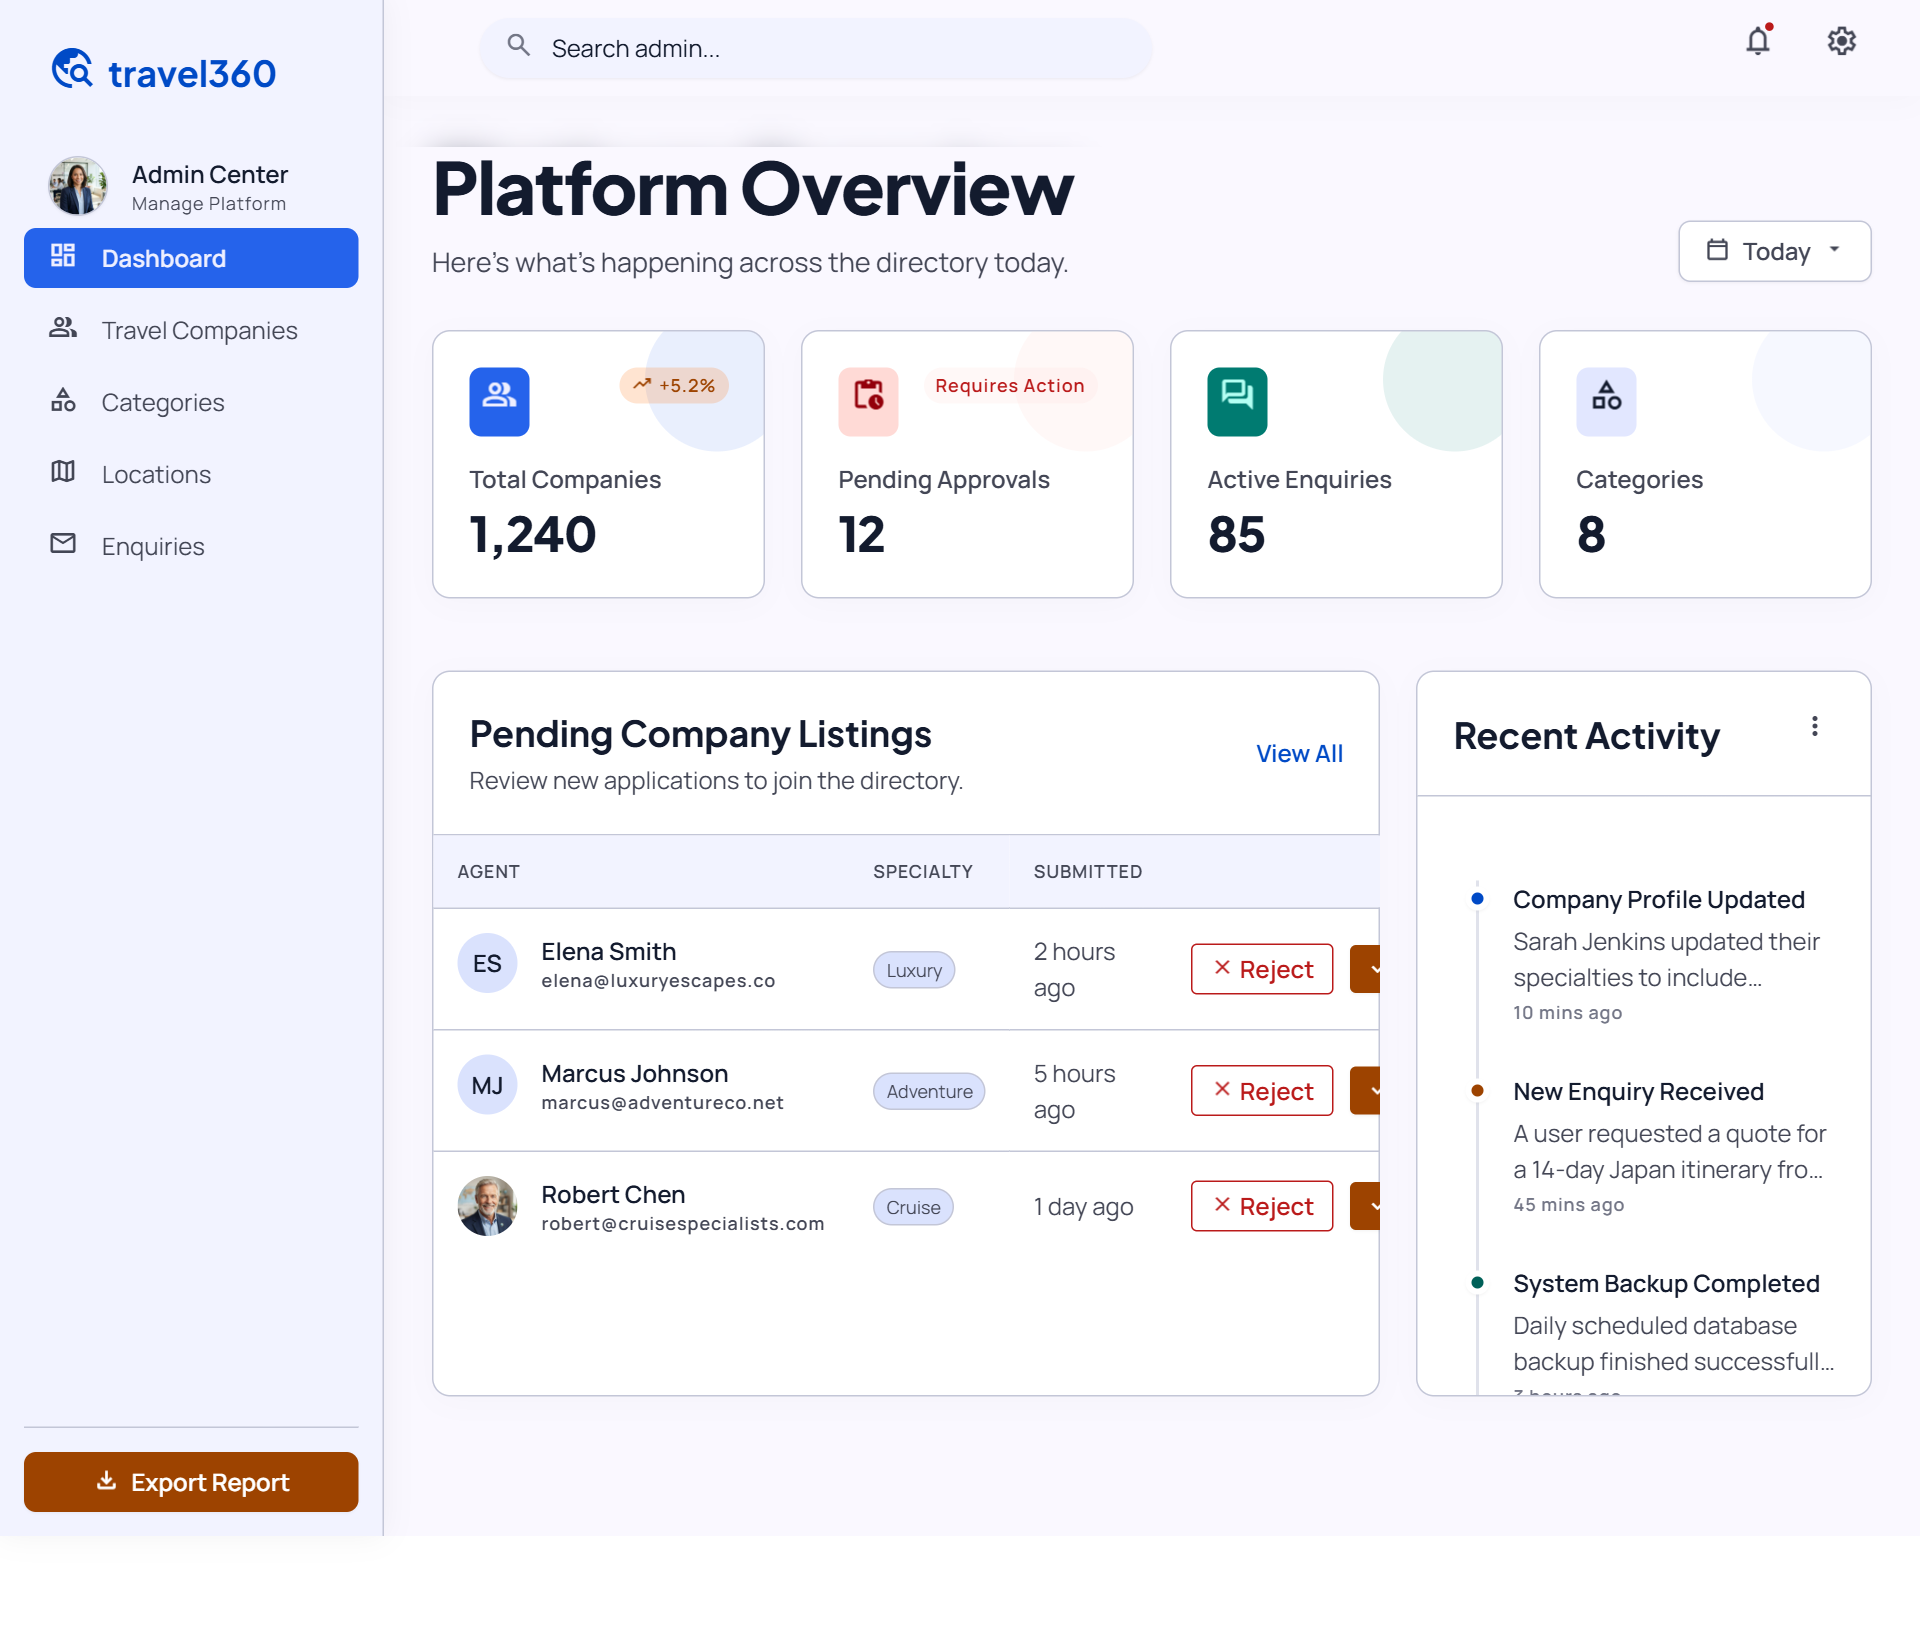 travel360
Admin Center
Manage Platform
Dashboard
Travel Companies
Categories
Locations
Enquiries
Export Report
Search admin...
Platform Overview
Here's what's happening across the directory today.
Today
+5.2%
Total Companies
1,240
Requires Action
Pending Approvals
12
Active Enquiries
85
Categories
8
Pending Company Listings
Review new applications to join the directory.
View All
AGENT SPECIALTY SUBMITTED
ES
Elena Smith
elena@luxuryescapes.co
Luxury
2 hours
ago
Reject
MJ
Marcus Johnson
marcus@adventureco.net
Adventure
5 hours
ago
Reject
Robert Chen
robert@cruisespecialists.com
Cruise
1 day ago
Reject
Recent Activity
Company Profile Updated
Sarah Jenkins updated their
specialties to include...
10 mins ago
New Enquiry Received
A user requested a quote for
a 14-day Japan itinerary fro...
45 mins ago
System Backup Completed
Daily scheduled database
backup finished successfull...
3 hours ago